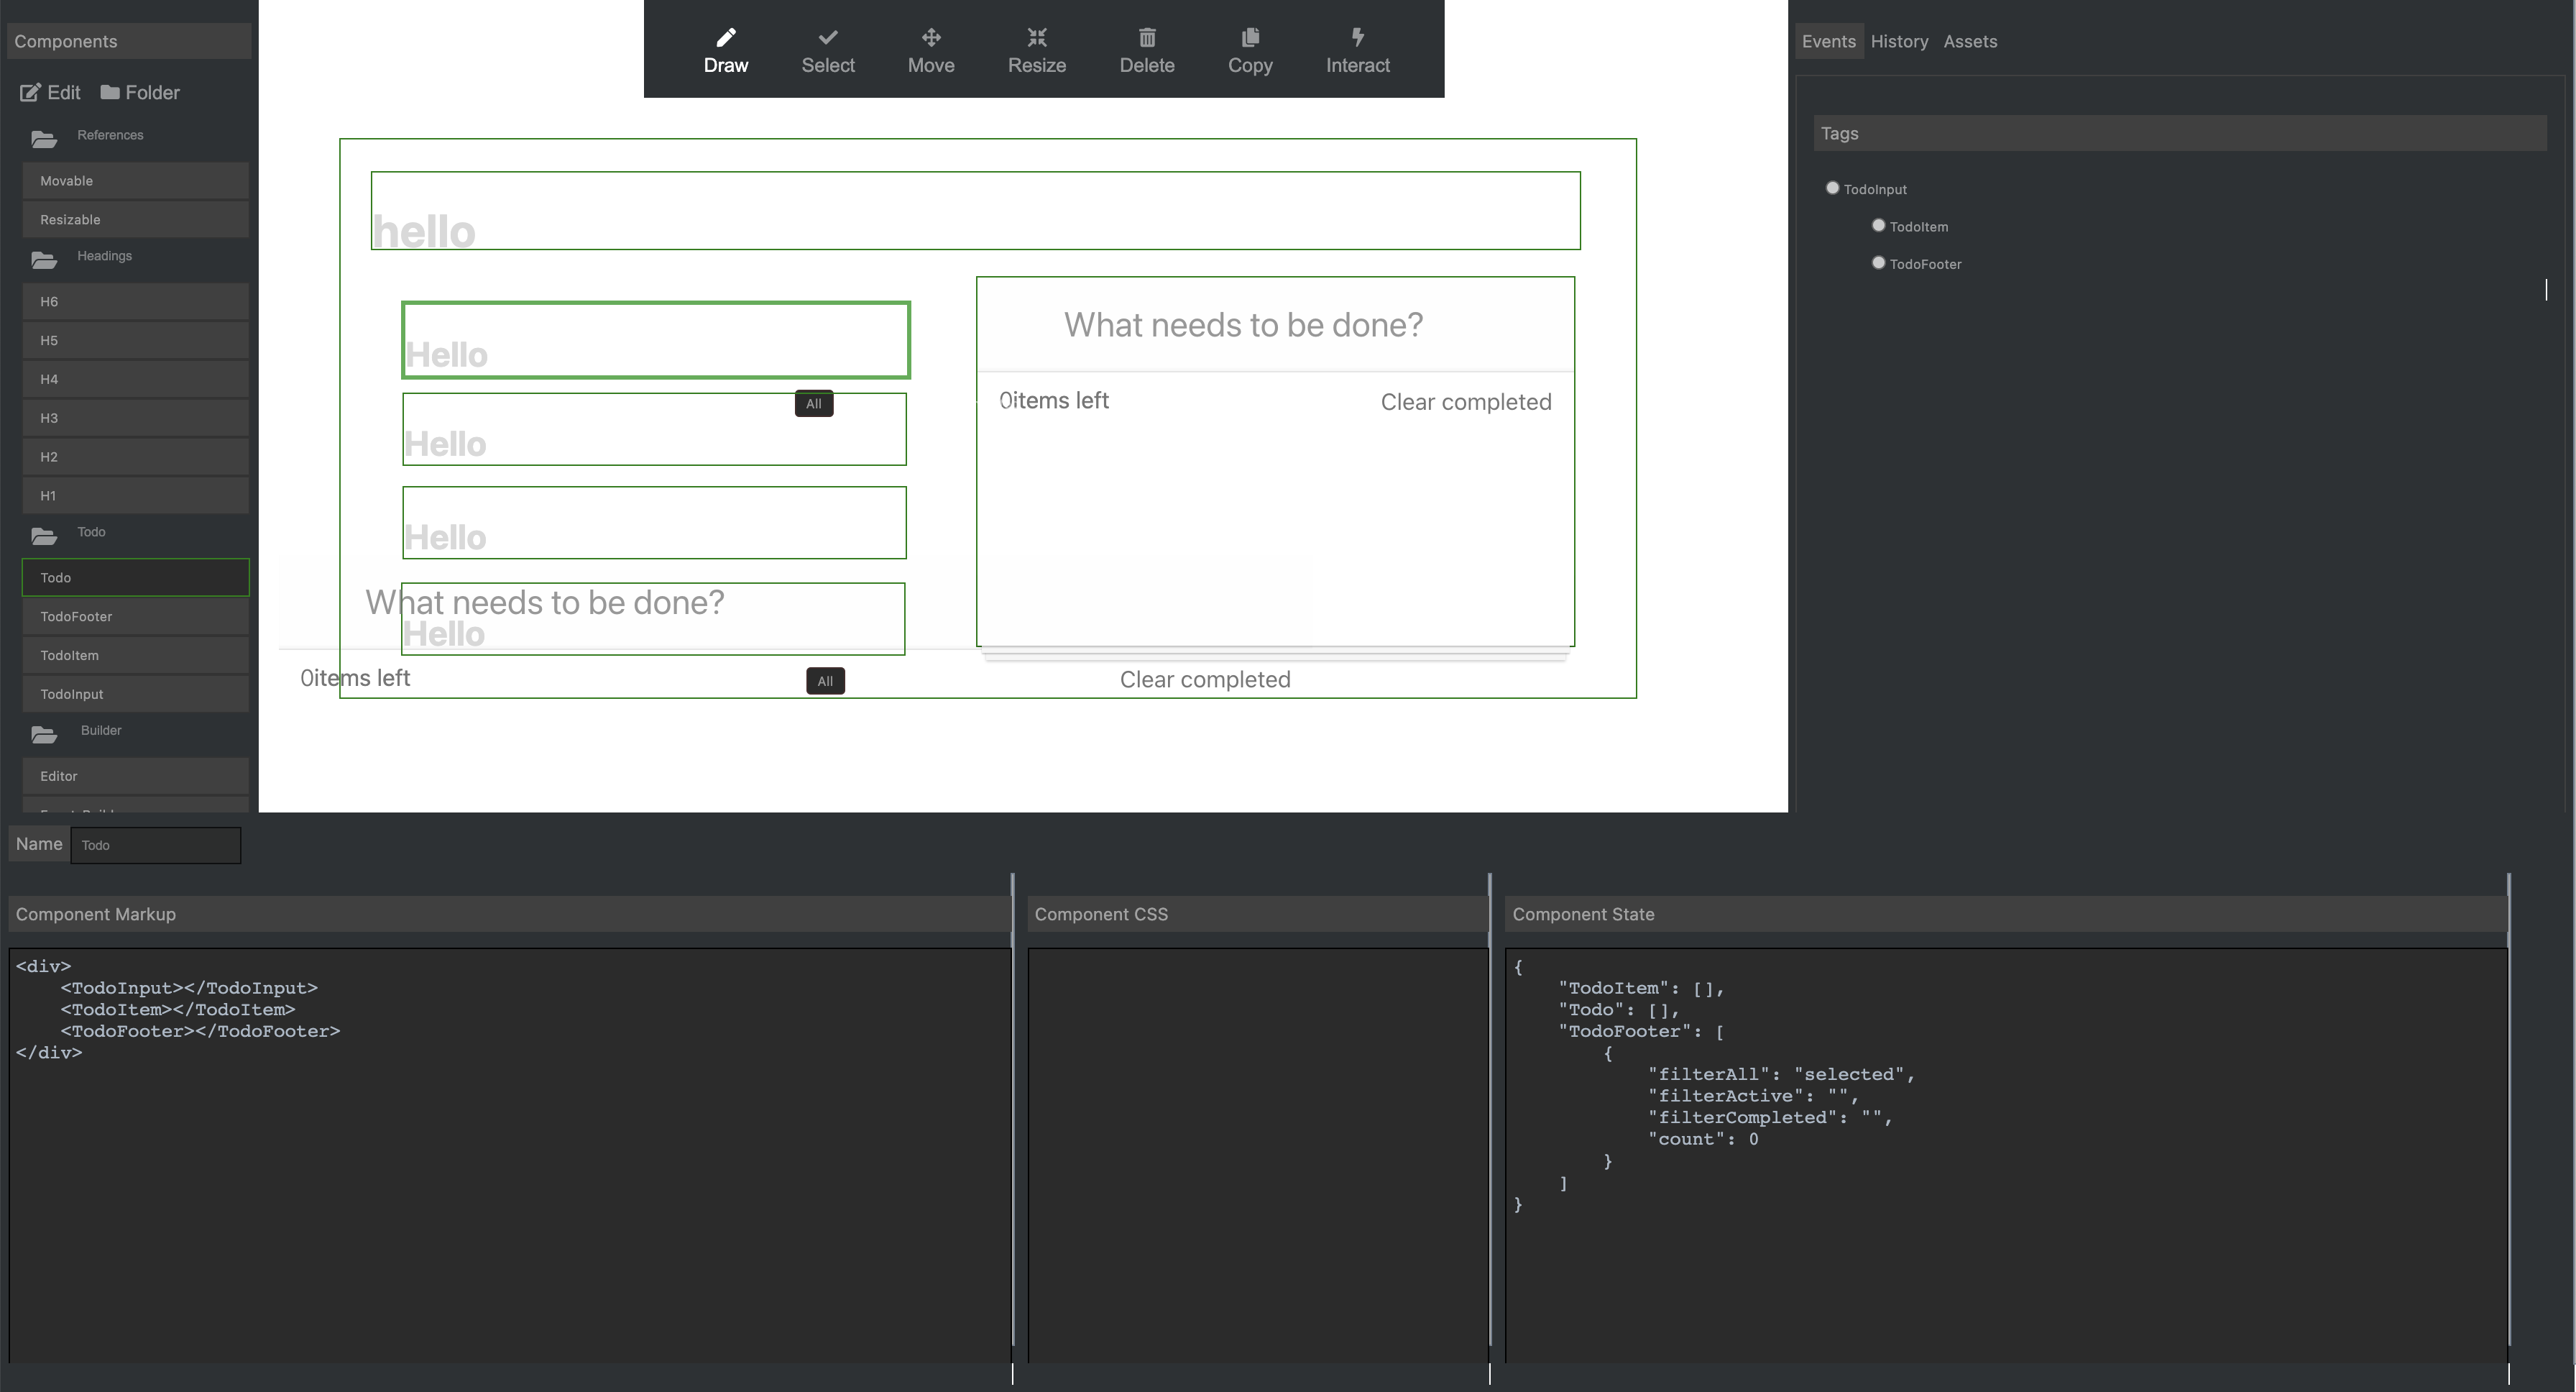 Components
Edit Folder
References
Movable
Resizable
Headings
H6
H5
H4
H3
H2
H1
Todo
Todo
TodoFooter
TodoItem
TodoInput
Builder
Editor
Draw Select Move Resize Delete Copy Interact
hello
Hello
All
Hello
Hello
What needs to be done?
Hello
0items left
All
Clear completed
What needs to be done?
0items left
Clear completed
Events History Assets
Tags
TodoInput
TodoItem
TodoFooter
Name Todo
Component Markup
<div>
<TodoInput></TodoInput>
<TodoItem></TodoItem>
<TodoFooter></TodoFooter>
</div>
Component CSS
Component State
{
"TodoItem": [],
"Todo": [],
"TodoFooter": [
{
"filterAll": "selected",
"filterActive": "",
"filterCompleted": "",
"count": 0
}
]
}